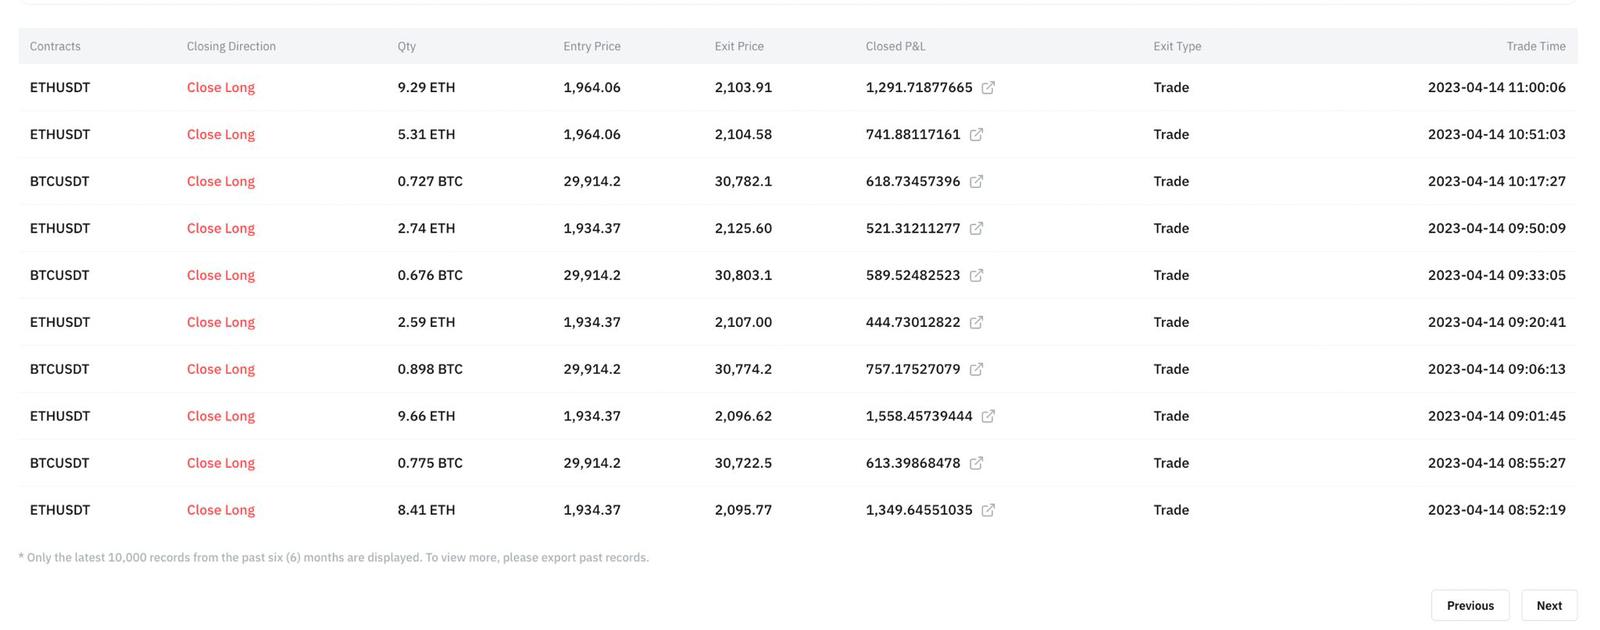 Contracts Closing Direction Qty Entry Price Exit Price Closed P&L Exit Type Trade Time
ETHUSDT Close Long 9.29 ETH 1,964.06 2,103.91 1,291.71877665 Trade 2023-04-14 11:00:06
ETHUSDT Close Long 5.31 ETH 1,964.06 2,104.58 741.88117161 Trade 2023-04-14 10:51:03
BTCUSDT Close Long 0.727 BTC 29,914.2 30,782.1 618.73457396 Trade 2023-04-14 10:17:27
ETHUSDT Close Long 2.74 ETH 1,934.37 2,125.60 521.31211277 Trade 2023-04-14 09:50:09
BTCUSDT Close Long 0.676 BTC 29,914.2 30,803.1 589.52482523 Trade 2023-04-14 09:33:05
ETHUSDT Close Long 2.59 ETH 1,934.37 2,107.00 444.73012822 Trade 2023-04-14 09:20:41
BTCUSDT Close Long 0.898 BTC 29,914.2 30,774.2 757.17527079 Trade 2023-04-14 09:06:13
ETHUSDT Close Long 9.66 ETH 1,934.37 2,096.62 1,558.45739444 Trade 2023-04-14 09:01:45
BTCUSDT Close Long 0.775 BTC 29,914.2 30,722.5 613.39868478 Trade 2023-04-14 08:55:27
ETHUSDT Close Long 8.41 ETH 1,934.37 2,095.77 1,349.64551035 Trade 2023-04-14 08:52:19
* Only the latest 10,000 records from the past six (6) months are displayed. To view more, please export past records.
Previous Next